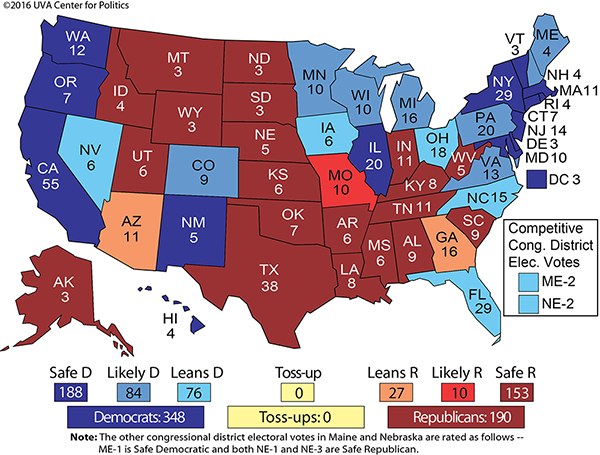 ©2016 UVA Center for Politics
WA
12
OR
7
CA
55
NV
6
ID
4
MT
3
WY
3
UT
6
AZ
11
CO
9
NM
5
ND
3
SD
3
NE
5
KS
6
OK
7
TX
38
MN
10
IA
6
MO
10
AR
6
LA
8
WI
10
IL
20
MI
16
IN
11
OH
18
KY 8
TN 11
MS
6
AL
9
GA
16
FL
29
SC
9
NC 15
VA
13
WV
5
PA
20
NY
29
VT
3
ME
4
NH 4
MA 11
RI 4
CT 7
NJ 14
DE 3
MD 10
DC 3
AK
3
HI
4
Competitive
Cong. District
Elec. Votes
ME-2
NE-2
Safe D Likely D Leans D Toss-up Leans R Likely R Safe R
188 84 76 0 27 10 153
Democrats: 348 Toss-ups: 0 Republicans: 190
Note: The other congressional district electoral votes in Maine and Nebraska are rated as follows --
ME-1 is Safe Democratic and both NE-1 and NE-3 are Safe Republican.